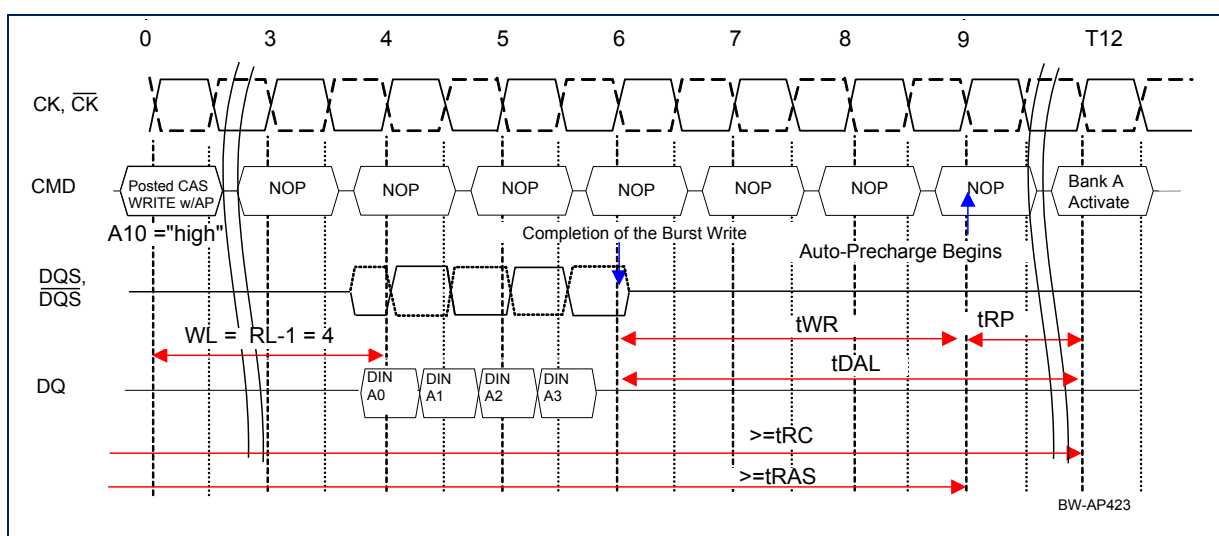 0 3 4 5 6 7 8 9 T12
CK, CK
CMD
Posted CAS
WRITE w/AP
NOP NOP NOP NOP NOP NOP NOP
Bank A
Activate
A10 ="high"
Completion of the Burst Write
Auto-Precharge Begins
DQS,
DQS
WL = RL-1 = 4
tWR
tRP
tDAL
DQ
DIN
A0
DIN
A1
DIN
A2
DIN
A3
>=tRC
>=tRAS
BW-AP423